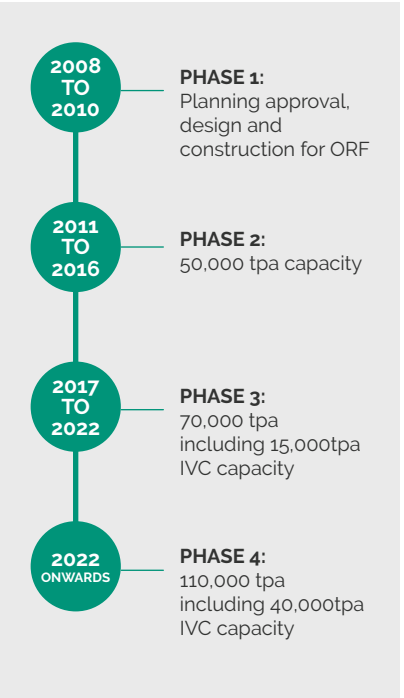 2008
TO
2010
PHASE 1:
Planning approval,
design and
construction for ORF
2011
TO
2016
PHASE 2:
50,000 tpa capacity
2017
TO
2022
PHASE 3:
70,000 tpa
including 15,000tpa
IVC capacity
2022
ONWARDS
PHASE 4:
110,000 tpa
including 40,000tpa
IVC capacity